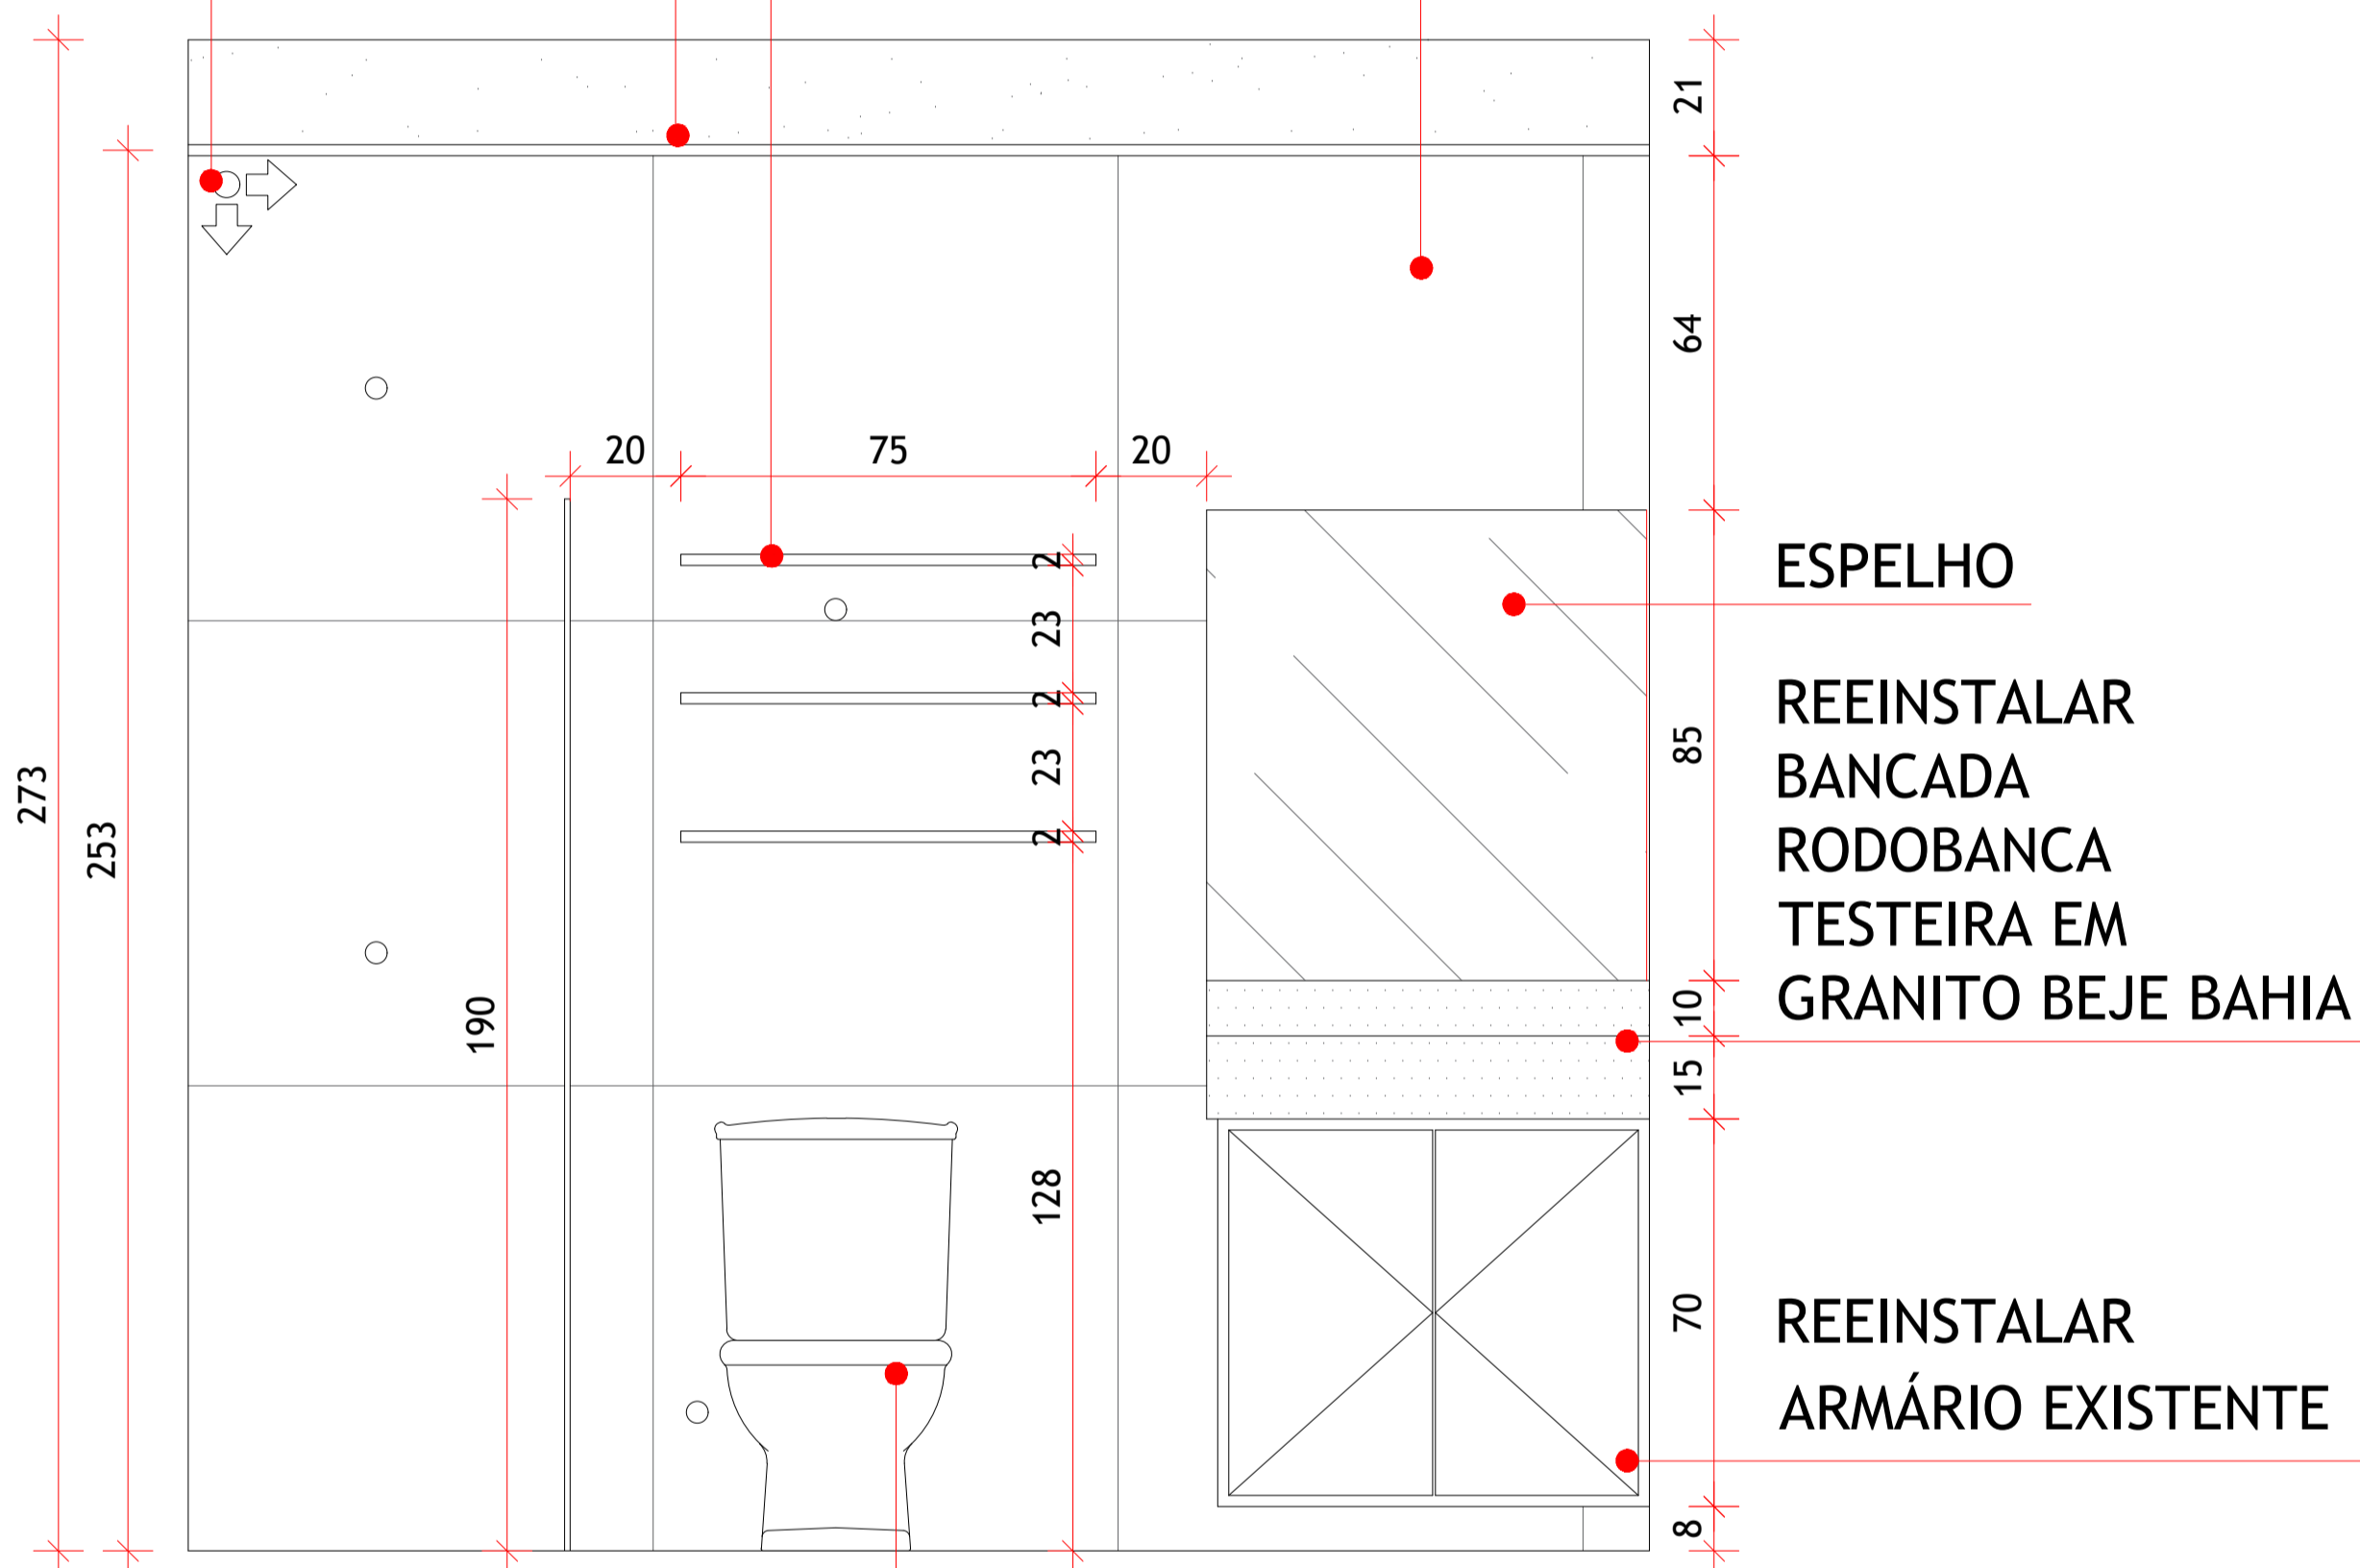 21
64
20
75
20
2
23
2
23
2
273
253
190
128
85
10
15
70
8
ESPELHO
REEINSTALAR
BANCADA
RODOBANCA
TESTEIRA EM
GRANITO BEJE BAHIA
REEINSTALAR
ARMÁRIO EXISTENTE